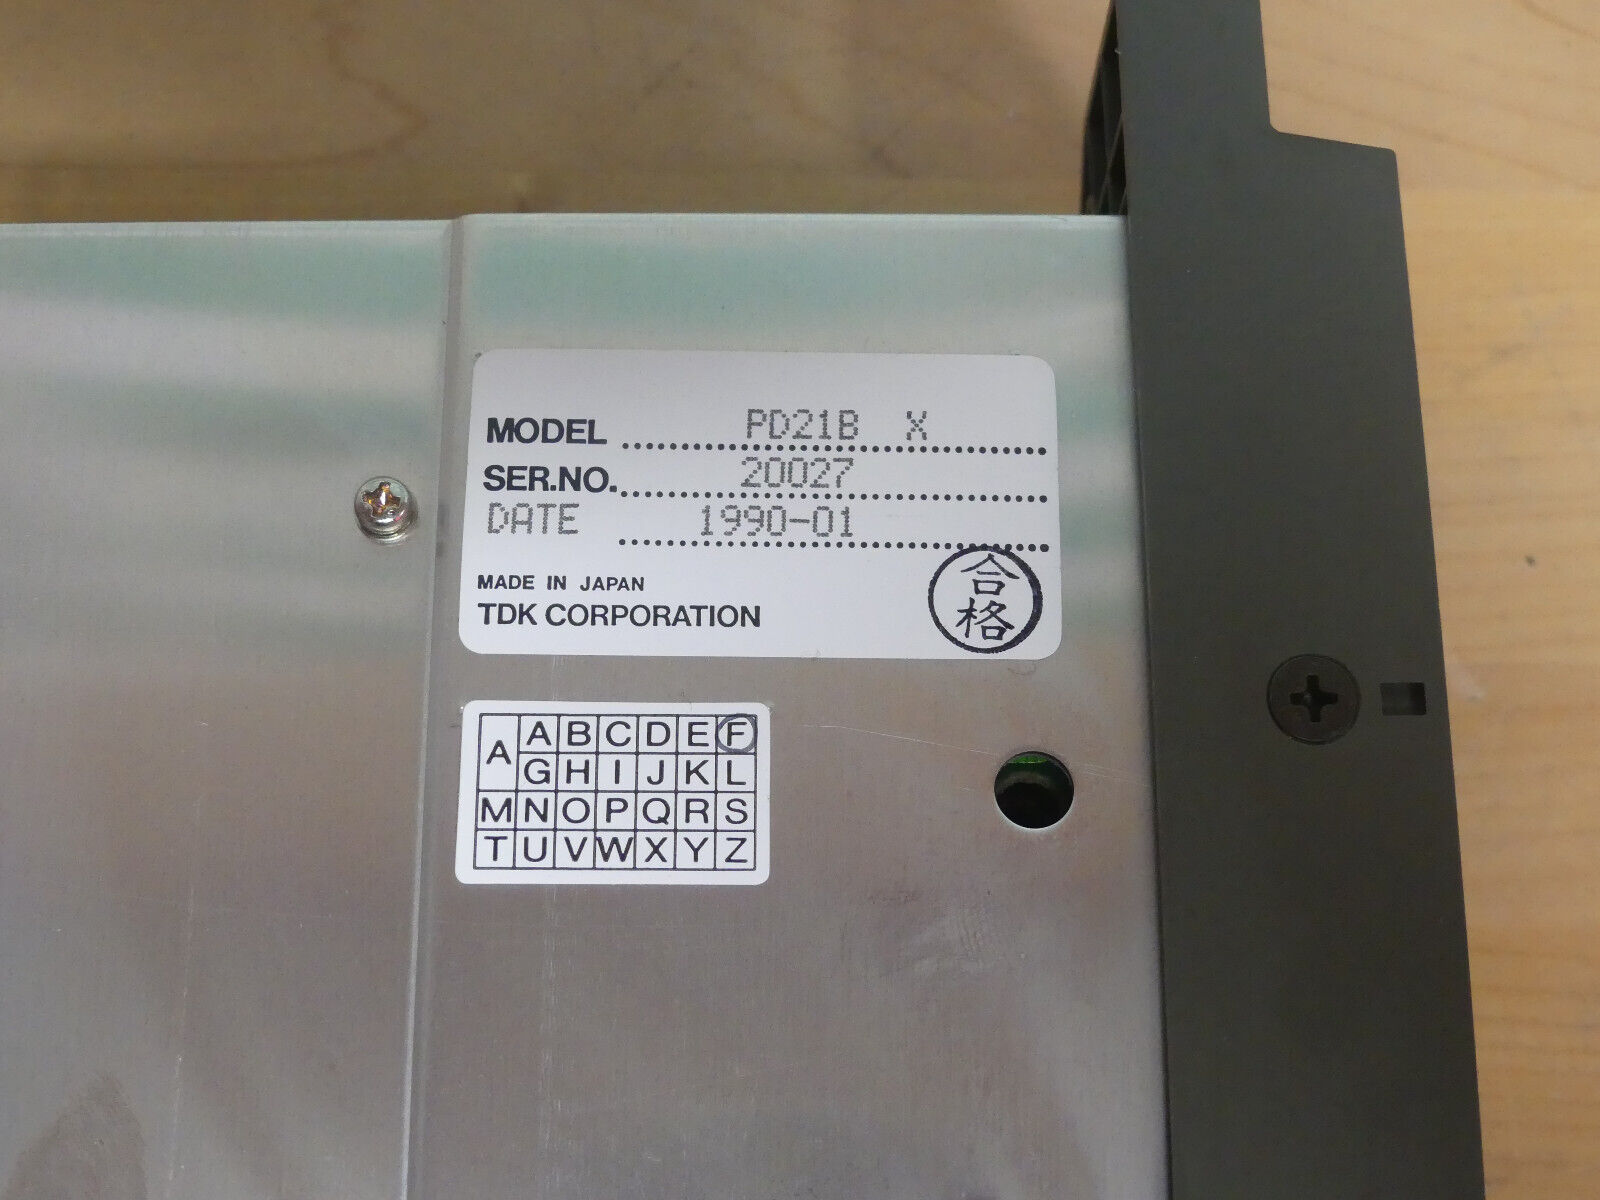 MODEL PD21B X
SER.NO. 20027
DATE 1990-01
MADE IN JAPAN
TDK CORPORATION
合格
A A B C D E F
G H I J K L
M N O P Q R S
T U V W X Y Z